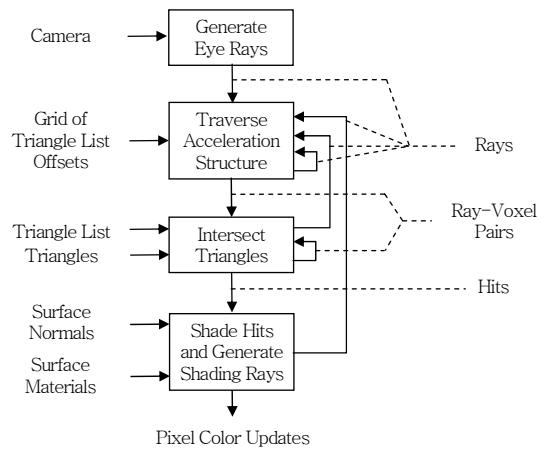 Camera
Generate
Eye Rays
Grid of
Triangle List
Offsets
Traverse
Acceleration
Structure
Rays
Ray-Voxel
Pairs
Triangle List
Triangles
Intersect
Triangles
Hits
Surface
Normals
Surface
Materials
Shade Hits
and Generate
Shading Rays
Pixel Color Updates